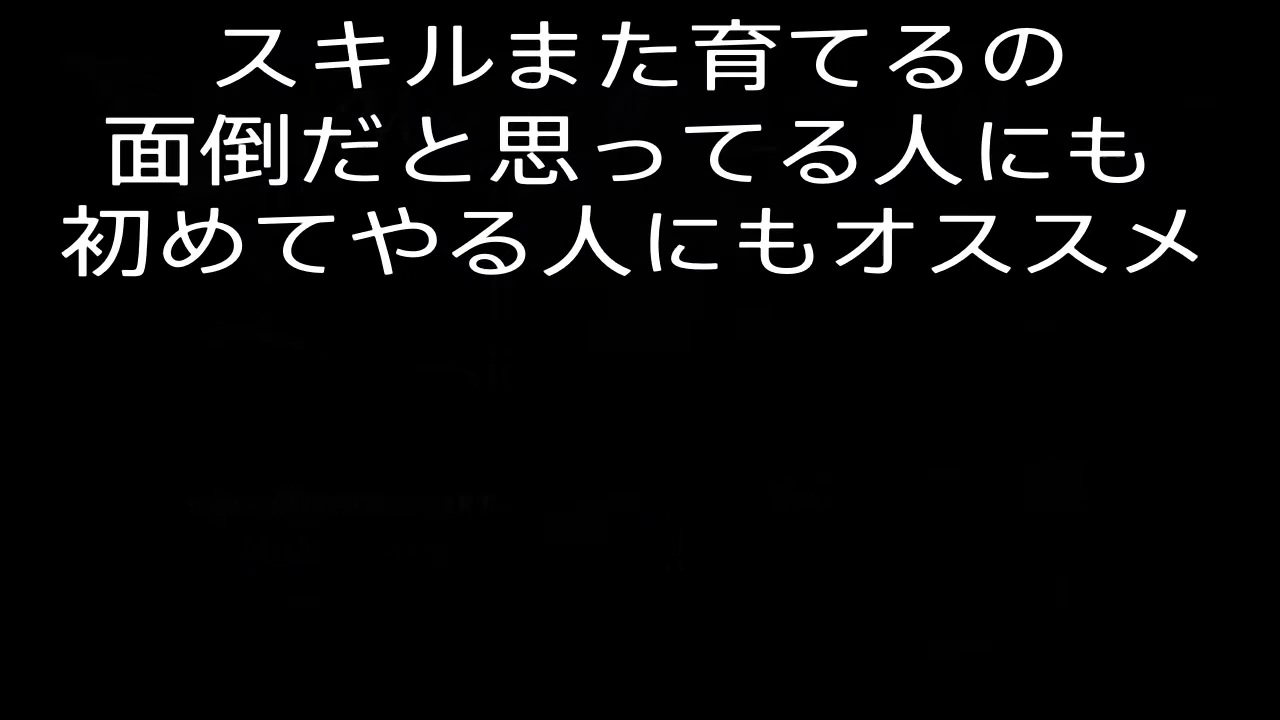 スキルまた育てるの
面倒だと思ってる人にも
初めてやる人にもオススメ